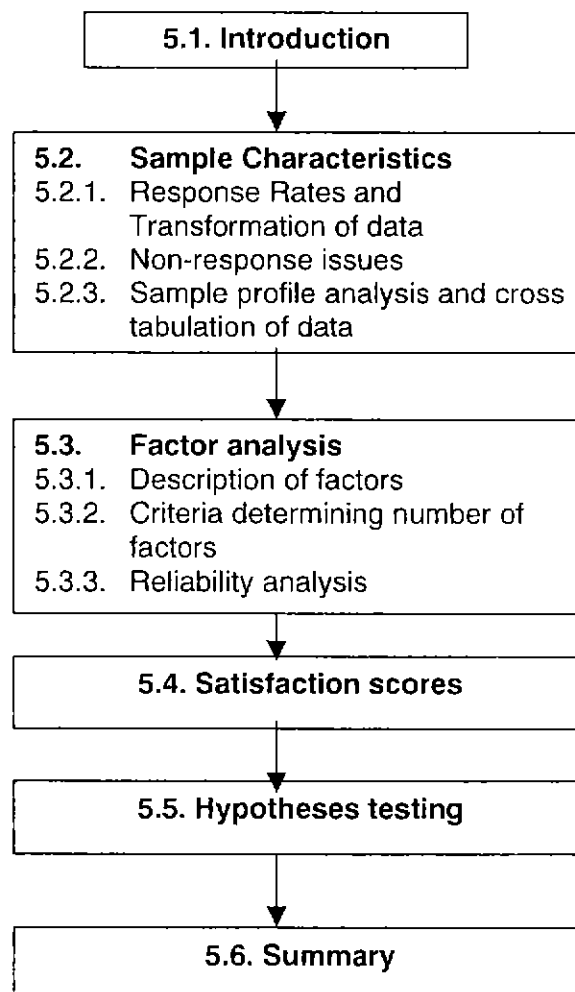 5.1. Introduction
5.2. Sample Characteristics
5.2.1. Response Rates and
Transformation of data
5.2.2. Non-response issues
5.2.3. Sample profile analysis and cross
tabulation of data
5.3. Factor analysis
5.3.1. Description of factors
5.3.2. Criteria determining number of
factors
5.3.3. Reliability analysis
5.4. Satisfaction scores
5.5. Hypotheses testing
5.6. Summary